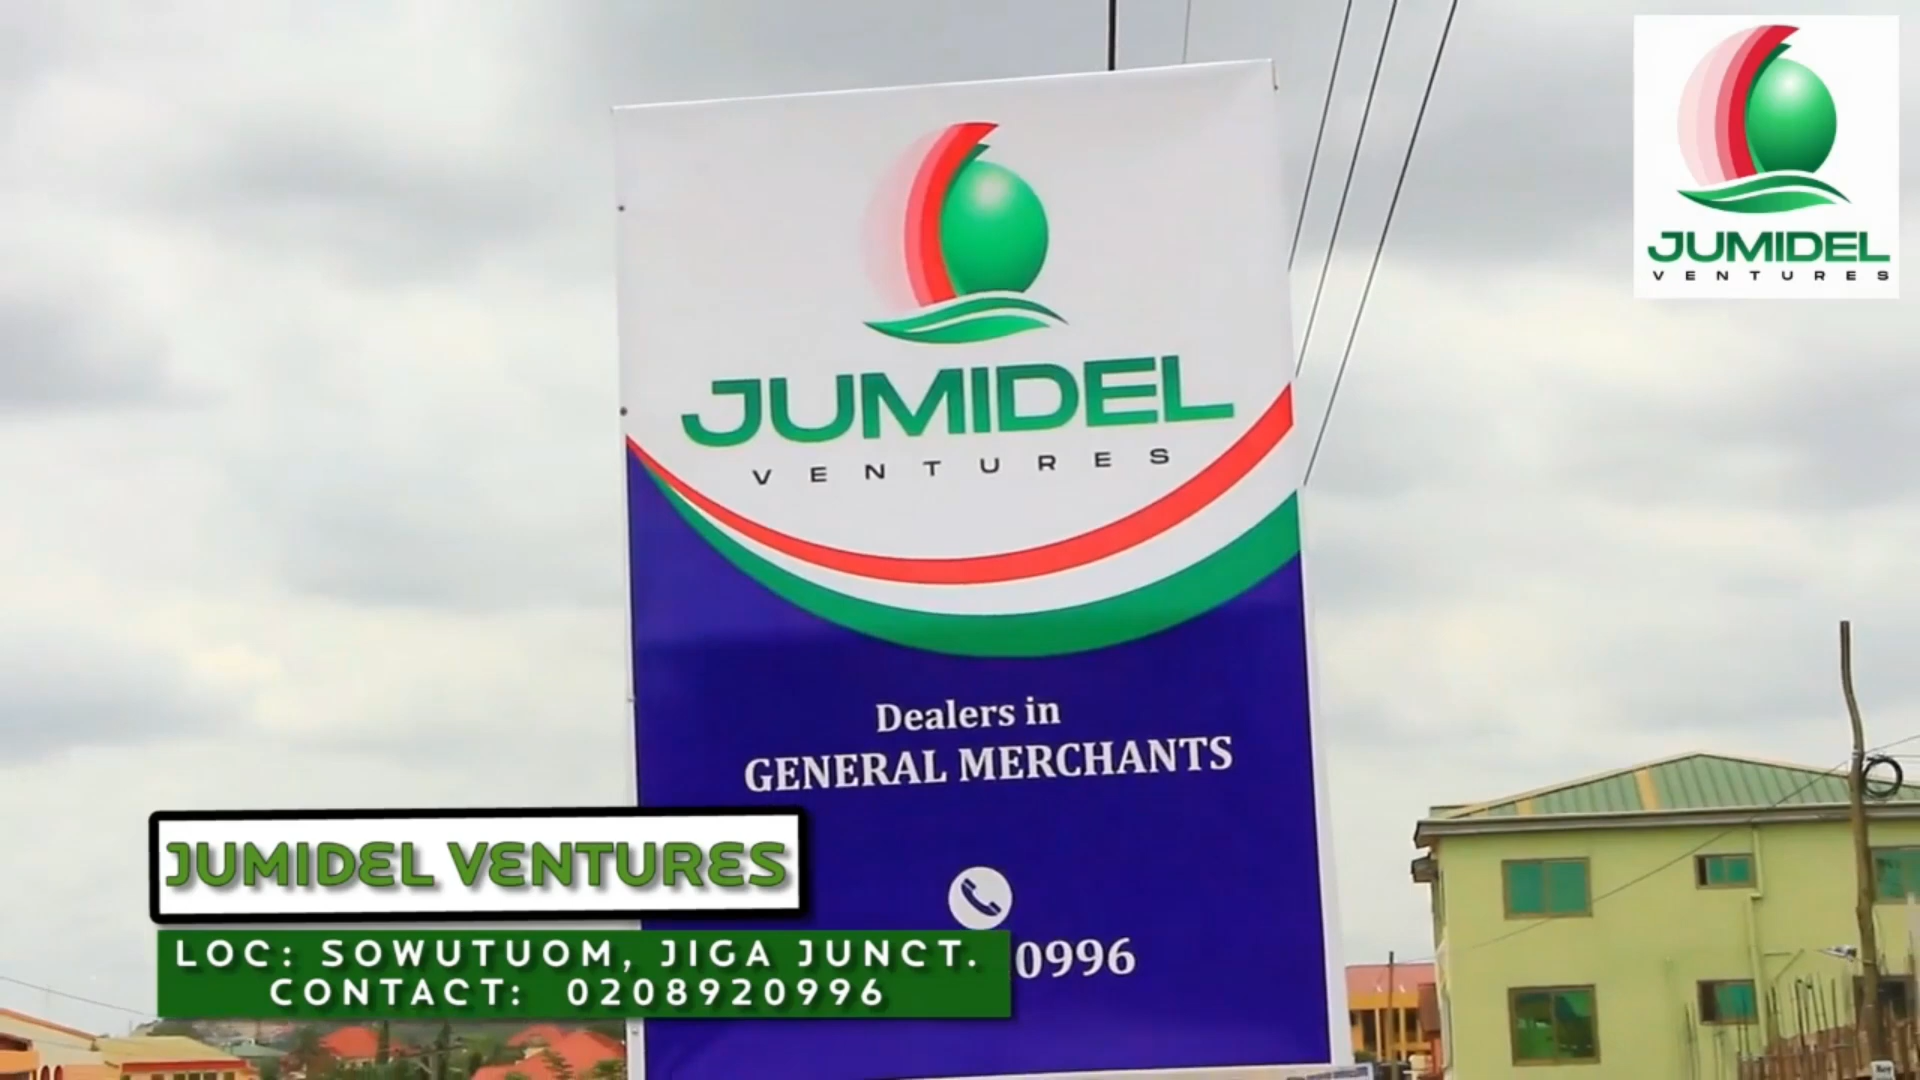 JUMIDEL
VENTURES
JUMIDEL
VENTURES
Dealers in
GENERAL MERCHANTS
0996
JUMIDEL VENTURES
LOC: SOWUTUOM, JIGA JUNCT.
CONTACT: 0208920996